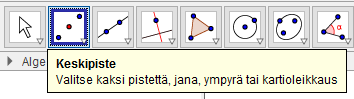 α
Keskipiste
Valitse kaksi pistettä, jana, ympyrä tai kartioleikkaus
Alge